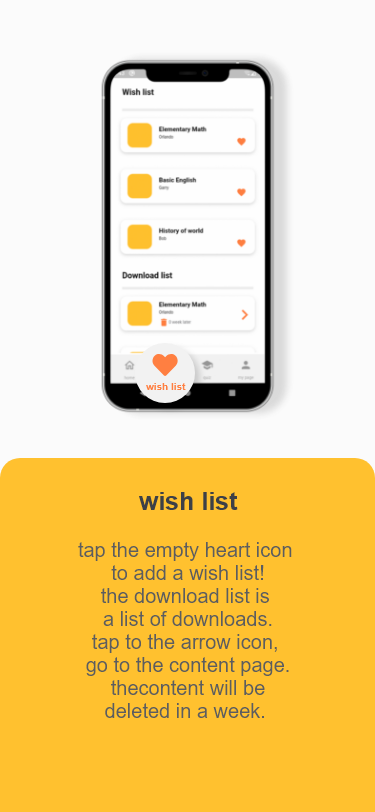 Wish list
Elementary Math
Orlando
Basic English
Garry
History of world
Bob
Download list
Elementary Math
Orlando
wish list
wish list
tap the empty heart icon
to add a wish list!
the download list is
a list of downloads.
tap to the arrow icon,
go to the content page.
thecontent will be
deleted in a week.